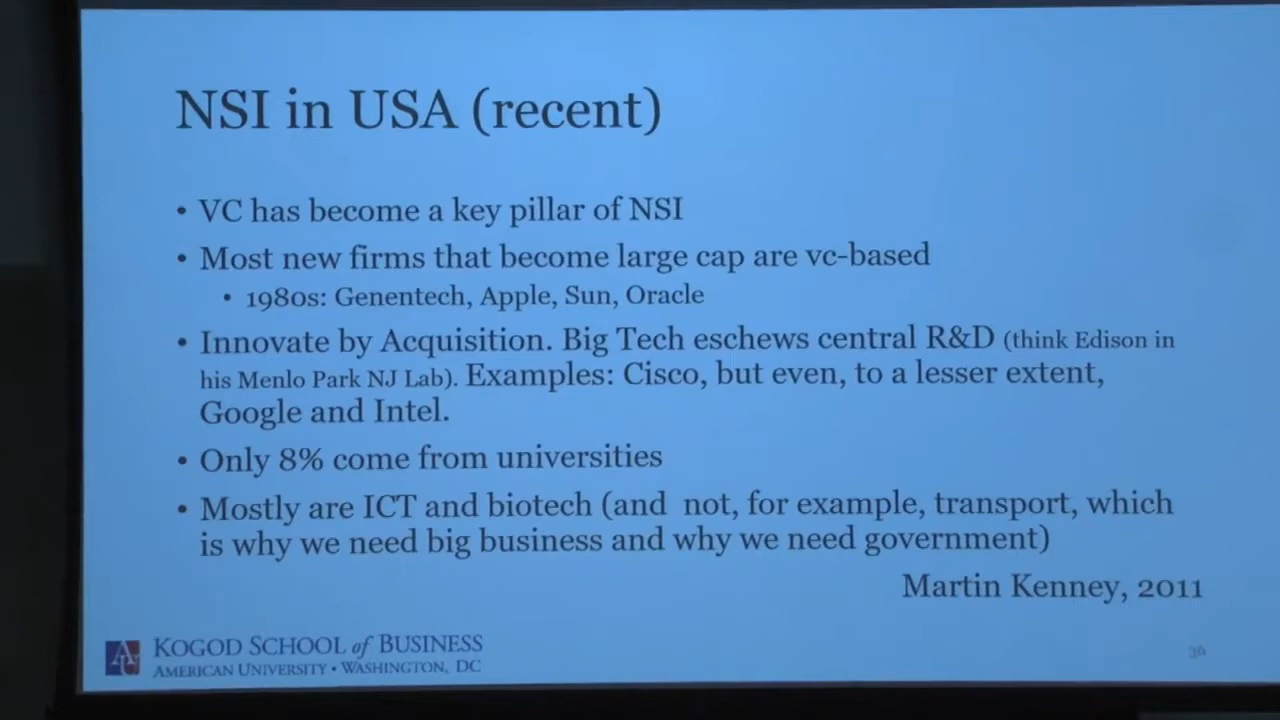 NSI in USA (recent)
• VC has become a key pillar of NSI
• Most new firms that become large cap are vc-based
• 1980s: Genentech, Apple, Sun, Oracle
• Innovate by Acquisition. Big Tech eschews central R&D (think Edison in
his Menlo Park NJ Lab). Examples: Cisco, but even, to a lesser extent,
Google and Intel.
• Only 8% come from universities
• Mostly are ICT and biotech (and not, for example, transport, which
is why we need big business and why we need government)
Martin Kenney, 2011
KOGOD SCHOOL of BUSINESS
AMERICAN UNIVERSITY • WASHINGTON, DC
36